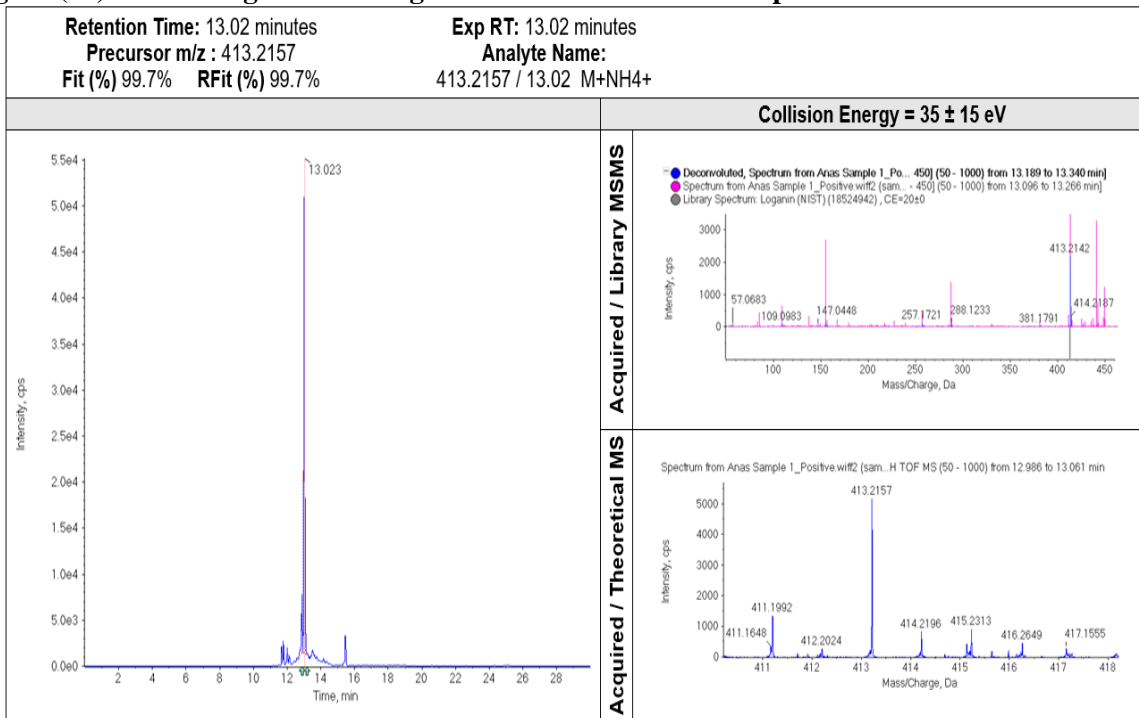 Retention Time: 13.02 minutes
Precursor m/z : 413.2157
Fit (%) 99.7% RFit (%) 99.7%
Exp RT: 13.02 minutes
Analyte Name:
413.2157 / 13.02 M+NH4+
Collision Energy = 35 ± 15 eV
Intensity, cps
5.5e4
5.0e4
4.5e4
4.0e4
3.5e4
3.0e4
2.5e4
2.0e4
1.5e4
1.0e4
5.0e3
0.0e0
13.023
2 4 6 8 10 12 14 16 18 20 22 24 26 28
Time, min
Acquired / Library MSMS
Deconvoluted, Spectrum from Anas Sample 1_Po... 450] (50 - 1000) from 13.189 to 13.340 min]
Spectrum from Anas Sample 1_Positive.wiff2 (sam... - 450] (50 - 1000) from 13.096 to 13.266 min]
Library Spectrum: Loganin (NIST) (18524942) , CE=20±0
Intensity, cps
3000
2000
1000
0
57.0683
109.0983
147.0448
257.1721
288.1233
381.1791
413.2142
414.2187
100 150 200 250 300 350 400 450
Mass/Charge, Da
Acquired / Theoretical MS
Spectrum from Anas Sample 1_Positive.wiff2 (sam...H TOF MS (50 - 1000) from 12.986 to 13.061 min
Intensity, cps
5000
4000
3000
2000
1000
0
411.1648
411.1992
412.2024
413.2157
414.2196
415.2313
416.2649
417.1555
411 412 413 414 415 416 417 418
Mass/Charge, Da